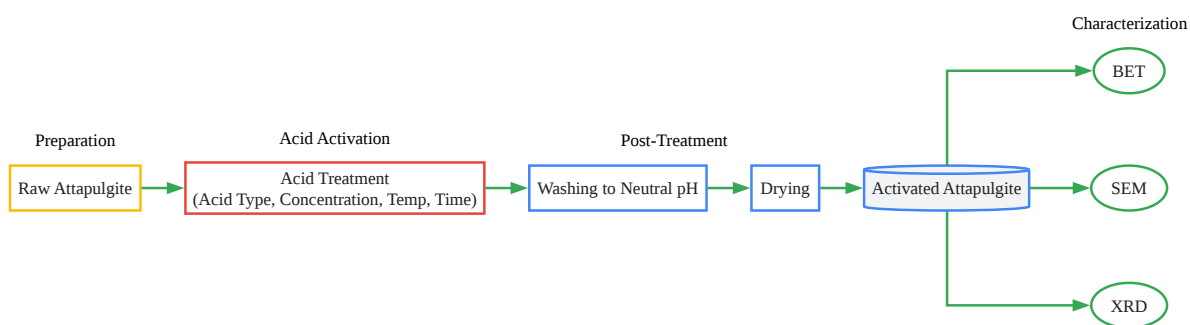 Characterization
BET
Preparation
Acid Activation
Post-Treatment
Raw Attapulgite
Acid Treatment
(Acid Type, Concentration, Temp, Time)
Washing to Neutral pH
Drying
Activated Attapulgite
SEM
XRD